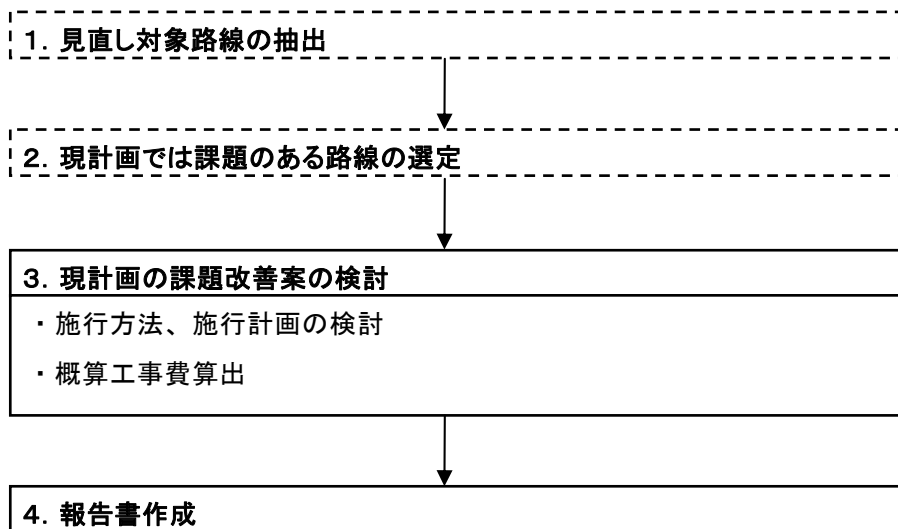 1．見直し対象路線の抽出
2．現計画では課題のある路線の選定
3．現計画の課題改善案の検討
・施行方法、施行計画の検討
・概算工事費算出
4．報告書作成